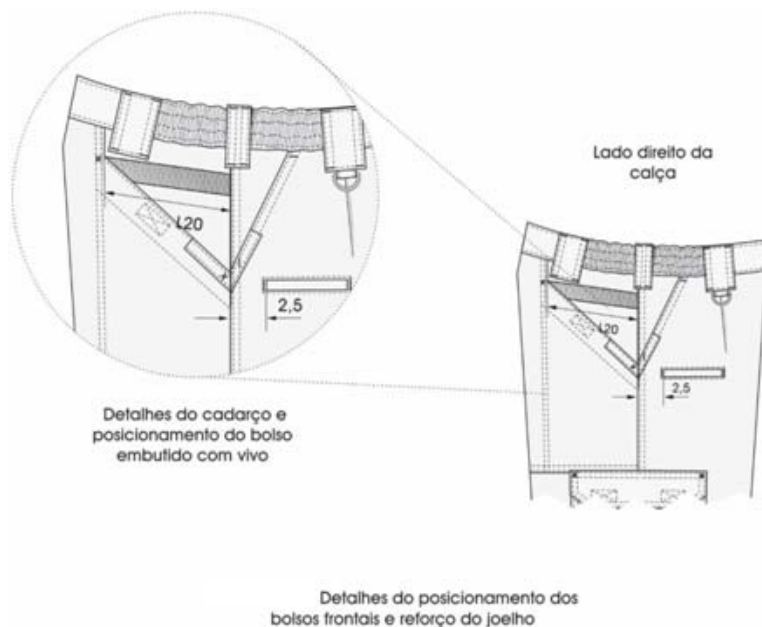 Lado direito da
calça
L20
2,5
L20
2,5
Detalhes do cadarço e
posicionamento do bolso
embutido com vivo
Detalhes do posicionamento dos
bolsos frontais e reforço do joelho